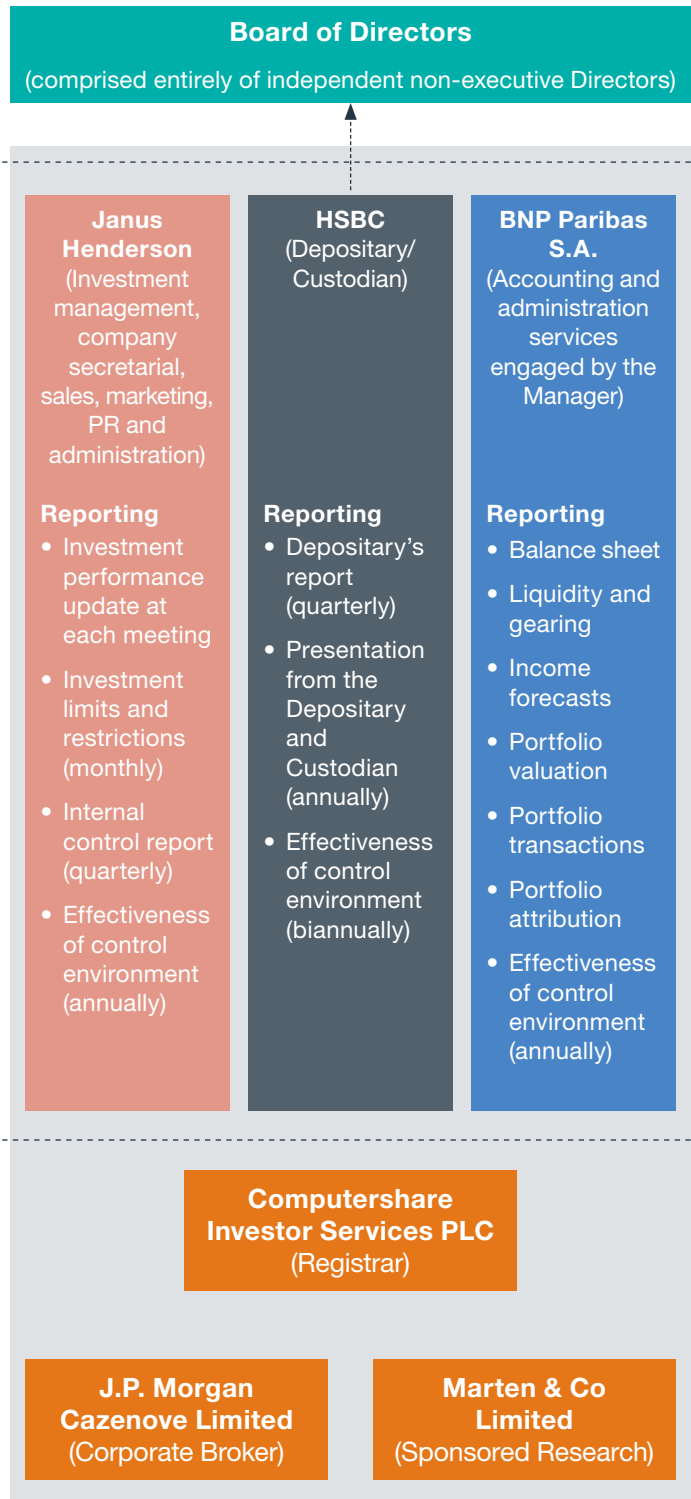 Board of Directors
(comprised entirely of independent non-executive Directors)
Janus
Henderson
(Investment
management,
company
secretarial,
sales, marketing,
PR and
administration)
Reporting
• Investment
performance
update at
each meeting
• Investment
limits and
restrictions
(monthly)
• Internal
control report
(quarterly)
• Effectiveness
of control
environment
(annually)
HSBC
(Depositary/
Custodian)
Reporting
• Depositary’s
report
(quarterly)
• Presentation
from the
Depositary
and
Custodian
(annually)
• Effectiveness
of control
environment
(biannually)
BNP Paribas
S.A.
(Accounting and
administration
services
engaged by the
Manager)
Reporting
• Balance sheet
• Liquidity and
gearing
• Income
forecasts
• Portfolio
valuation
• Portfolio
transactions
• Portfolio
attribution
• Effectiveness
of control
environment
(annually)
Computershare
Investor Services PLC
(Registrar)
J.P. Morgan
Cazenove Limited
(Corporate Broker)
Marten & Co
Limited
(Sponsored Research)